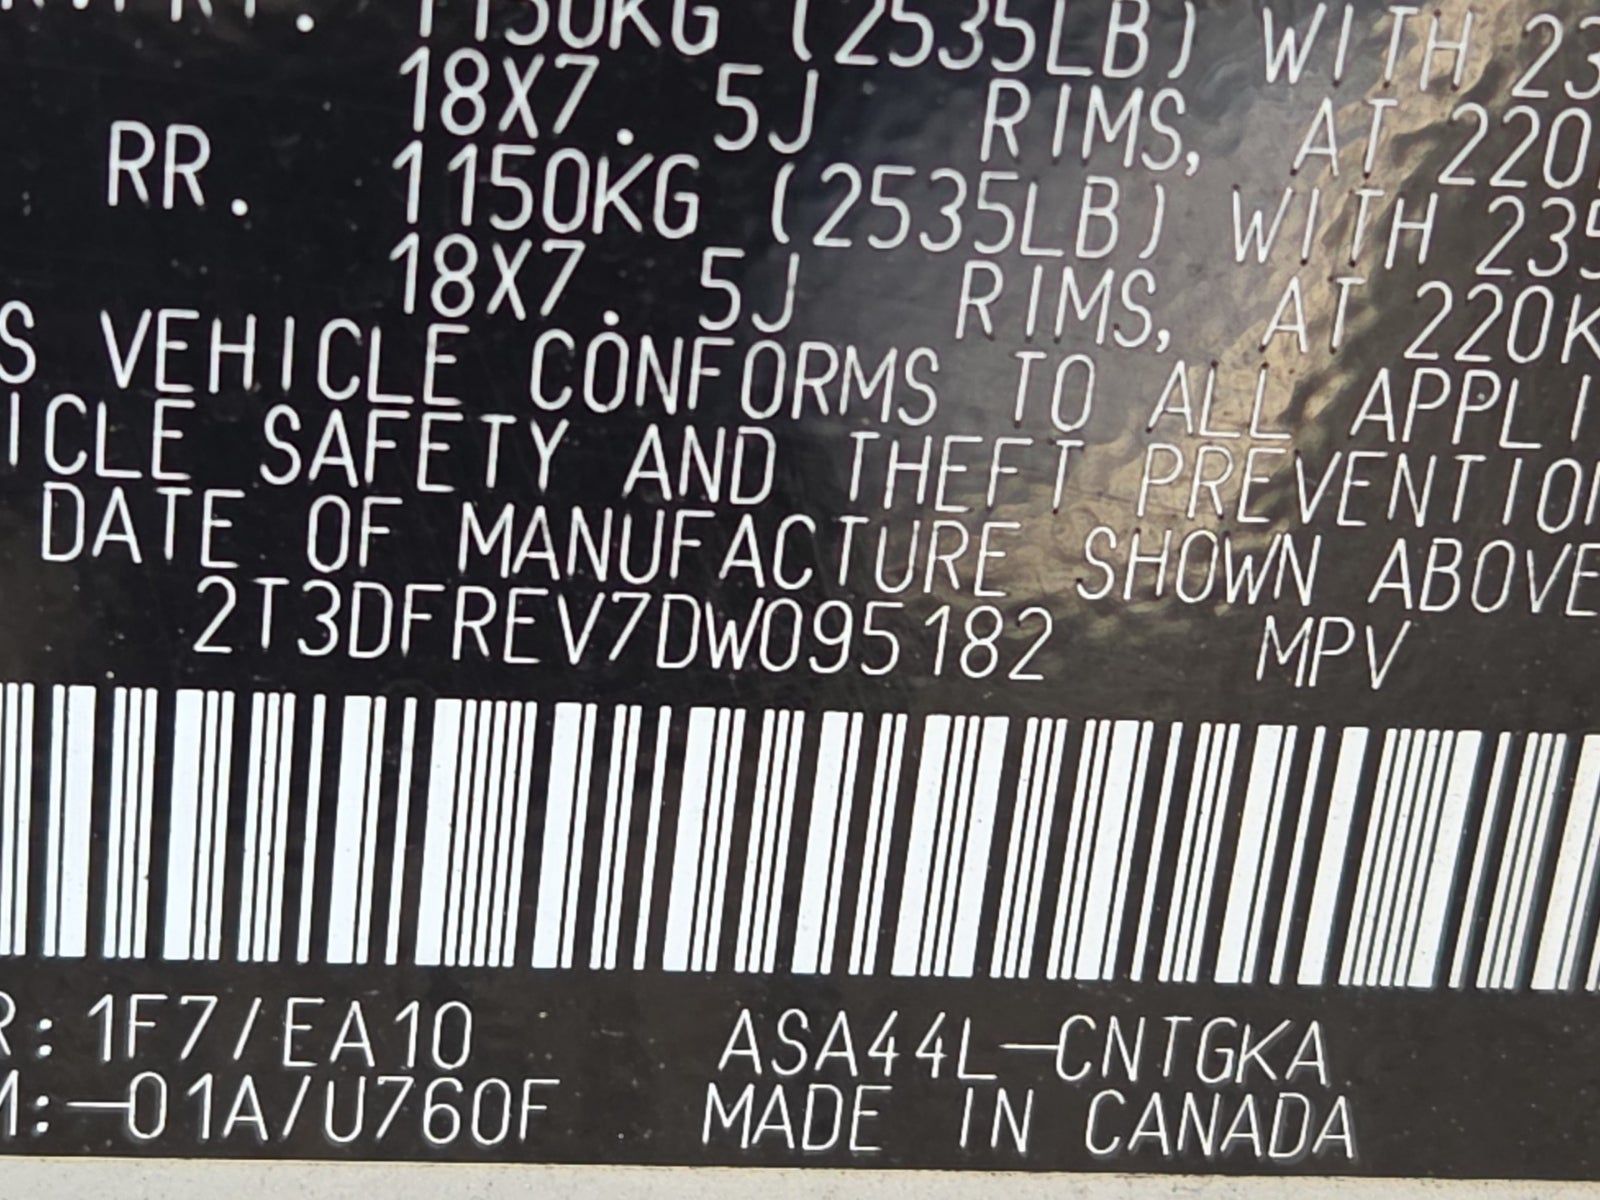 1150KG (2535LB) WITH 23
18X7. 5J RIMS, AT 220
RR. 1150KG (2535LB) WITH 235
18X7. 5J RIMS, AT 220K
S VEHICLE CONFORMS TO ALL APPLI
ICLE SAFETY AND THEFT PREVENTION
DATE OF MANUFACTURE SHOWN ABOVE
2T3DFREV7DW095182 MPV
R: 1F7/EA10 ASA44L-CNTGKA
M:-01A/U760F MADE IN CANADA